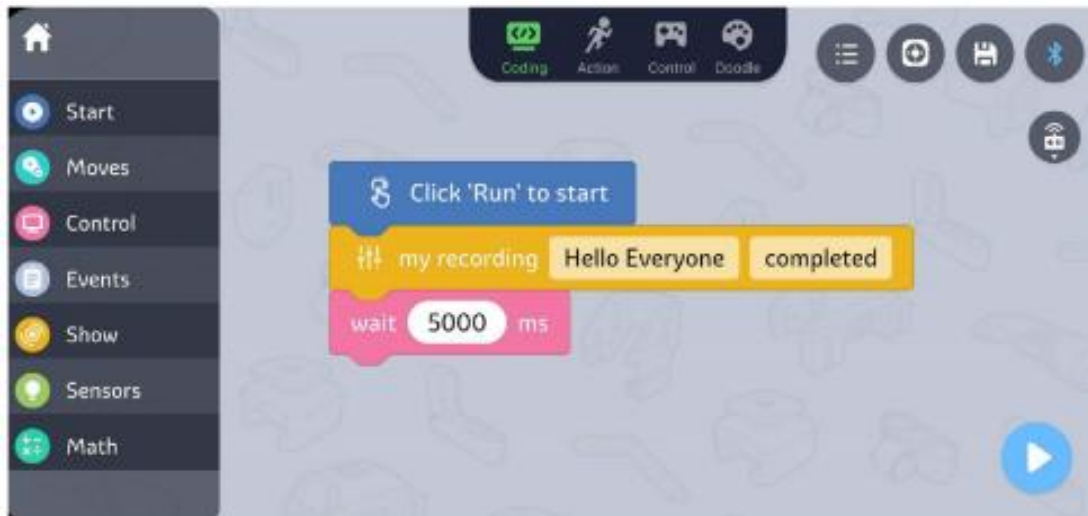 Coding Action Control Doodle
Start
Moves
Control
Events
Show
Sensors
Math
Click 'Run' to start
my recording Hello Everyone completed
wait 5000 ms